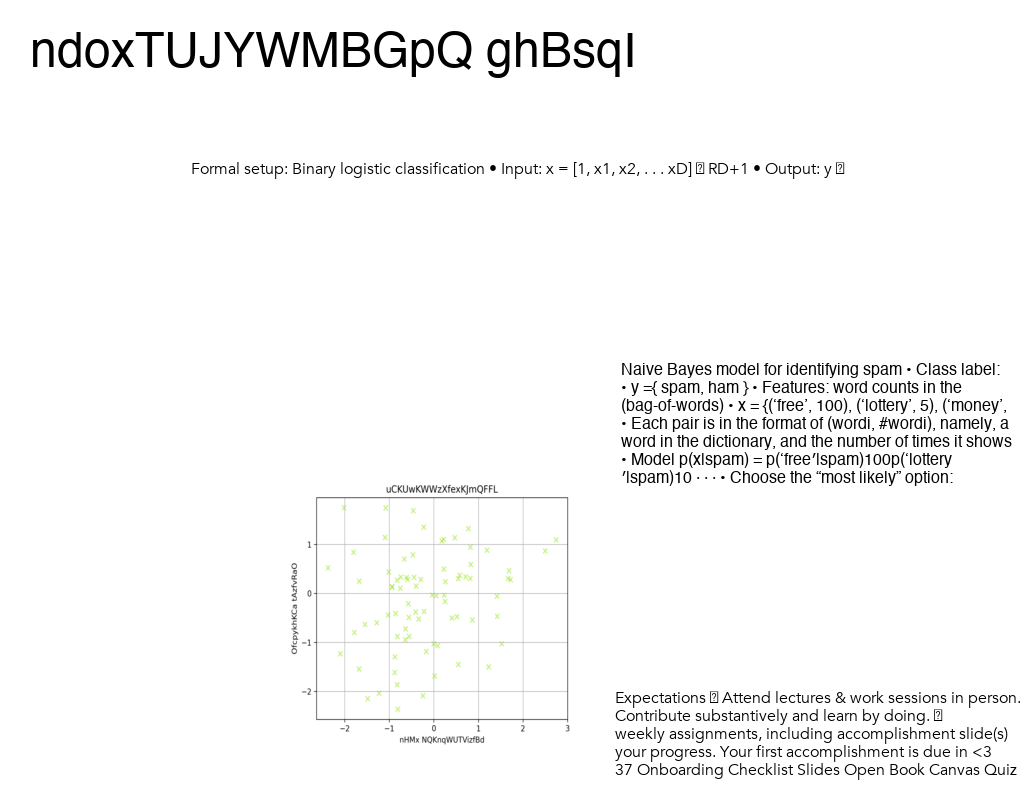 ndoxTUJYWMBGpQ ghBsqI
Formal setup: Binary logistic classification • Input: x = [1, x1, x2, . . . xD] RD+1 • Output: y
Naive Bayes model for identifying spam • Class label:
• y ={ spam, ham } • Features: word counts in the
(bag-of-words) • x = {(‘free’, 100), (‘lottery’, 5), (‘money’,
• Each pair is in the format of (wordi, #wordi), namely, a
word in the dictionary, and the number of times it shows
• Model p(x|spam) = p(‘free′|spam)100p(‘lottery
′|spam)10 · · · • Choose the “most likely” option:
uCKUwKWWzXfexKJmQFFL
1
0
−1
−2
OfcpykhKCa tAzfvRaO
−2 −1 0 1 2 3
nHMx NQKnqWUTVizfBd
Expectations Attend lectures & work sessions in person.
Contribute substantively and learn by doing.
weekly assignments, including accomplishment slide(s)
your progress. Your first accomplishment is due in <3
37 Onboarding Checklist Slides Open Book Canvas Quiz